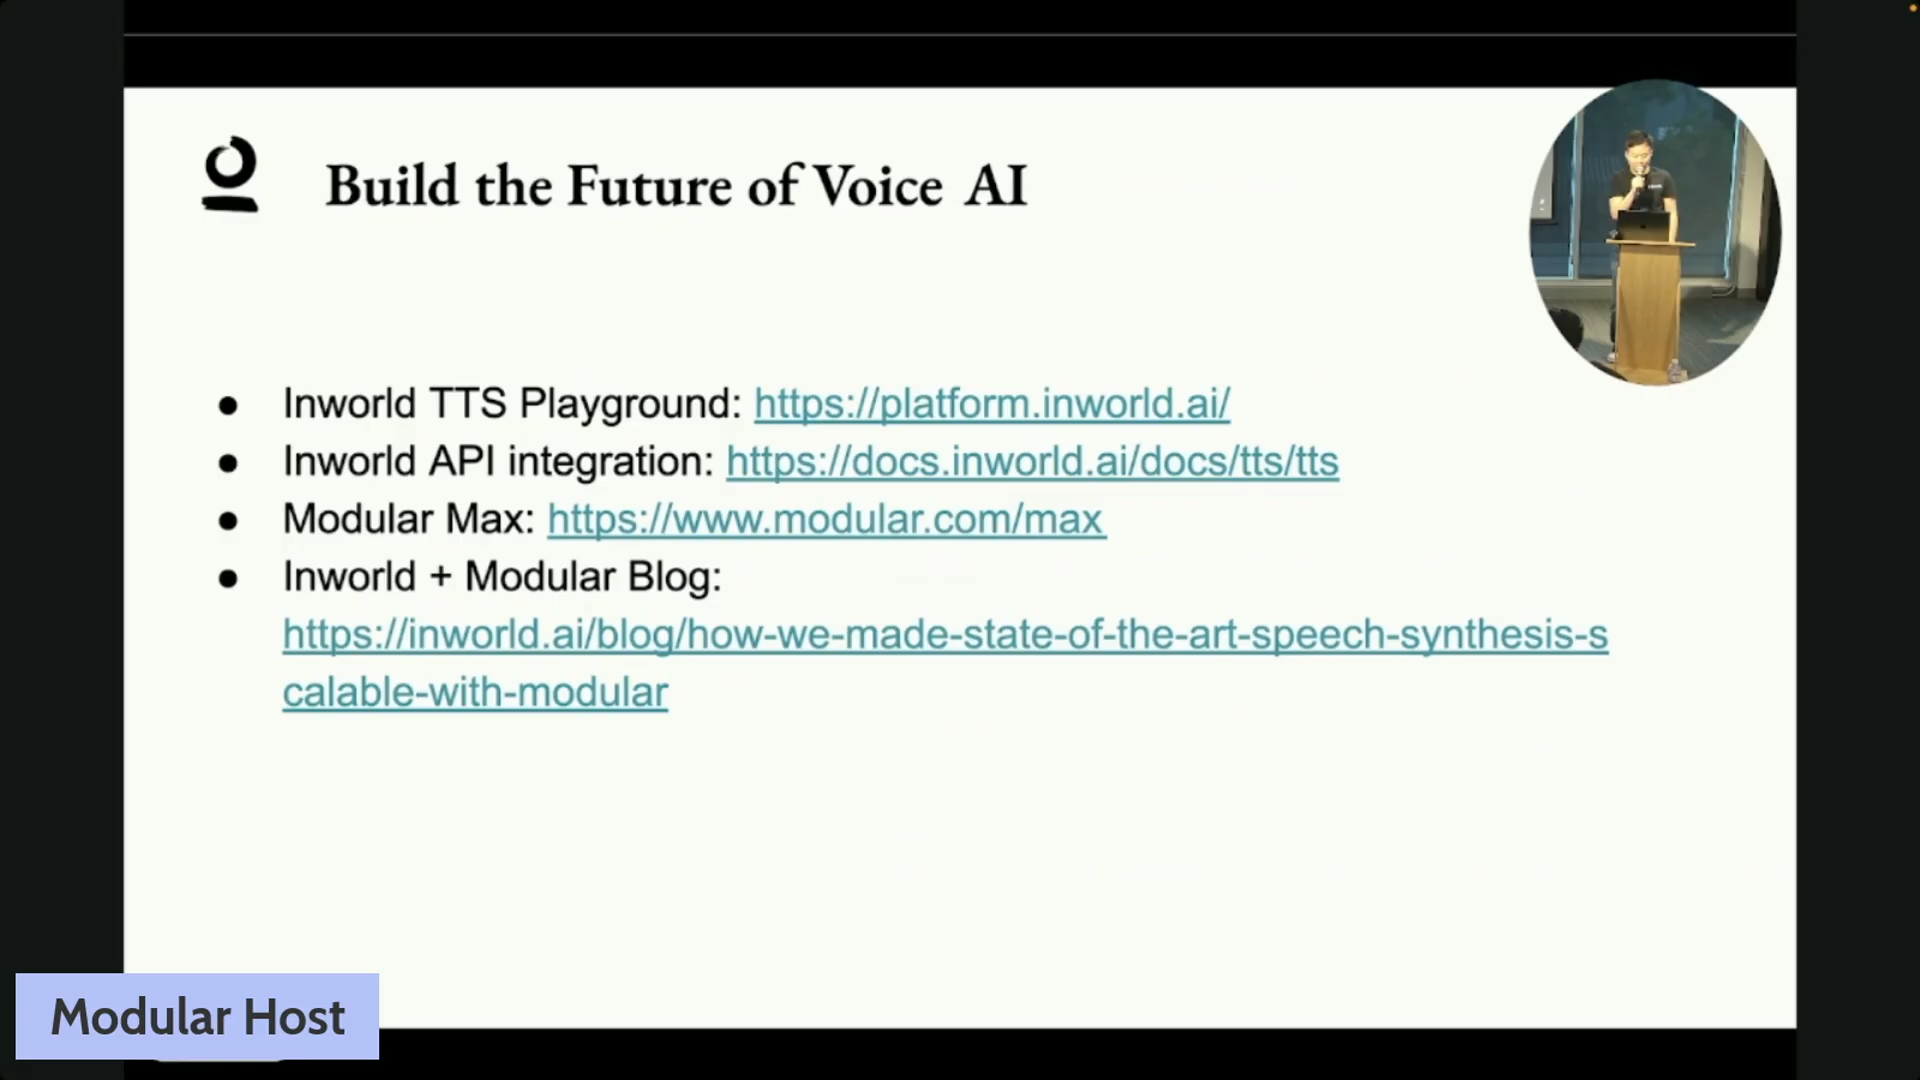 Build the Future of Voice AI
● Inworld TTS Playground: https://platform.inworld.ai/
● Inworld API integration: https://docs.inworld.ai/docs/tts/tts
● Modular Max: https://www.modular.com/max
● Inworld + Modular Blog:
https://inworld.ai/blog/how-we-made-state-of-the-art-speech-synthesis-s
calable-with-modular
Modular Host